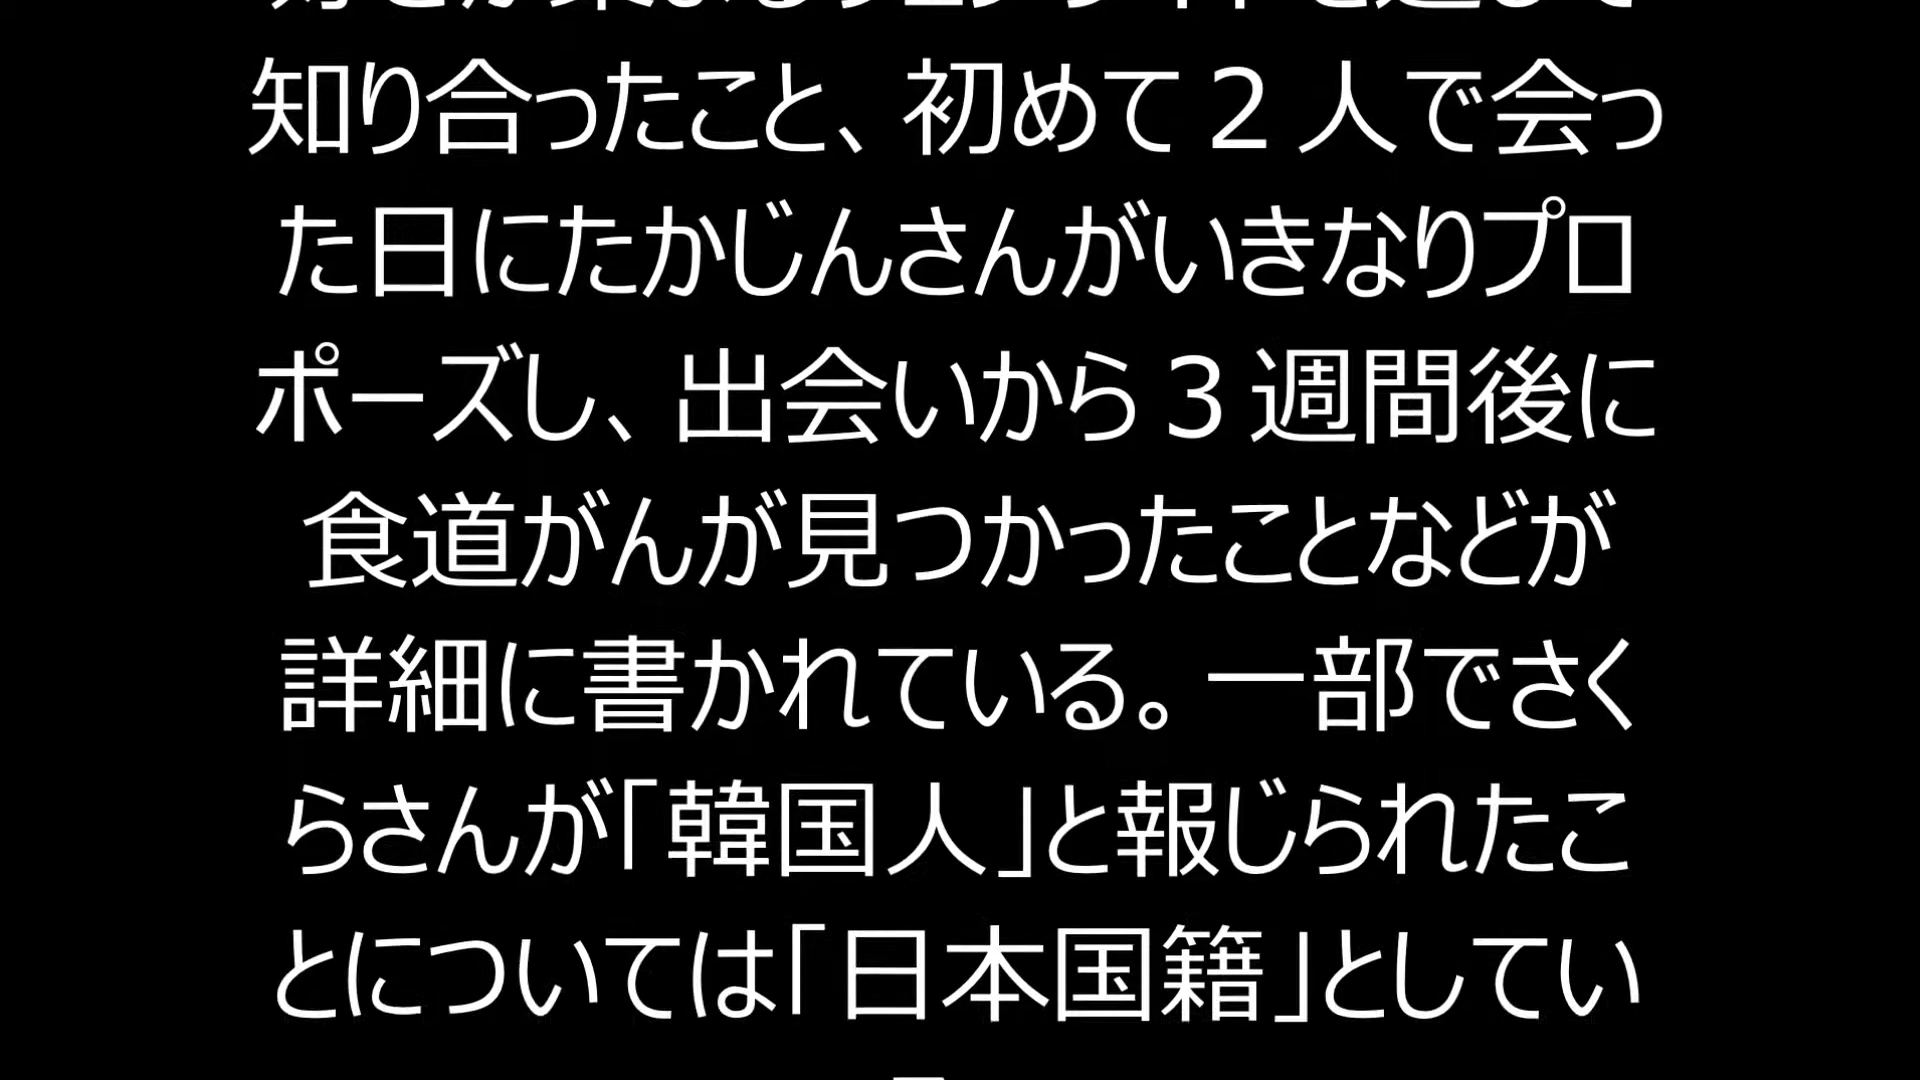 知り合ったこと、初めて２人で会っ
た日にたかじんさんがいきなりプロ
ポーズし、出会いから３週間後に
食道がんが見つかったことなどが
詳細に書かれている。一部でさく
らさんが「韓国人」と報じられたこ
とについては「日本国籍」としてい